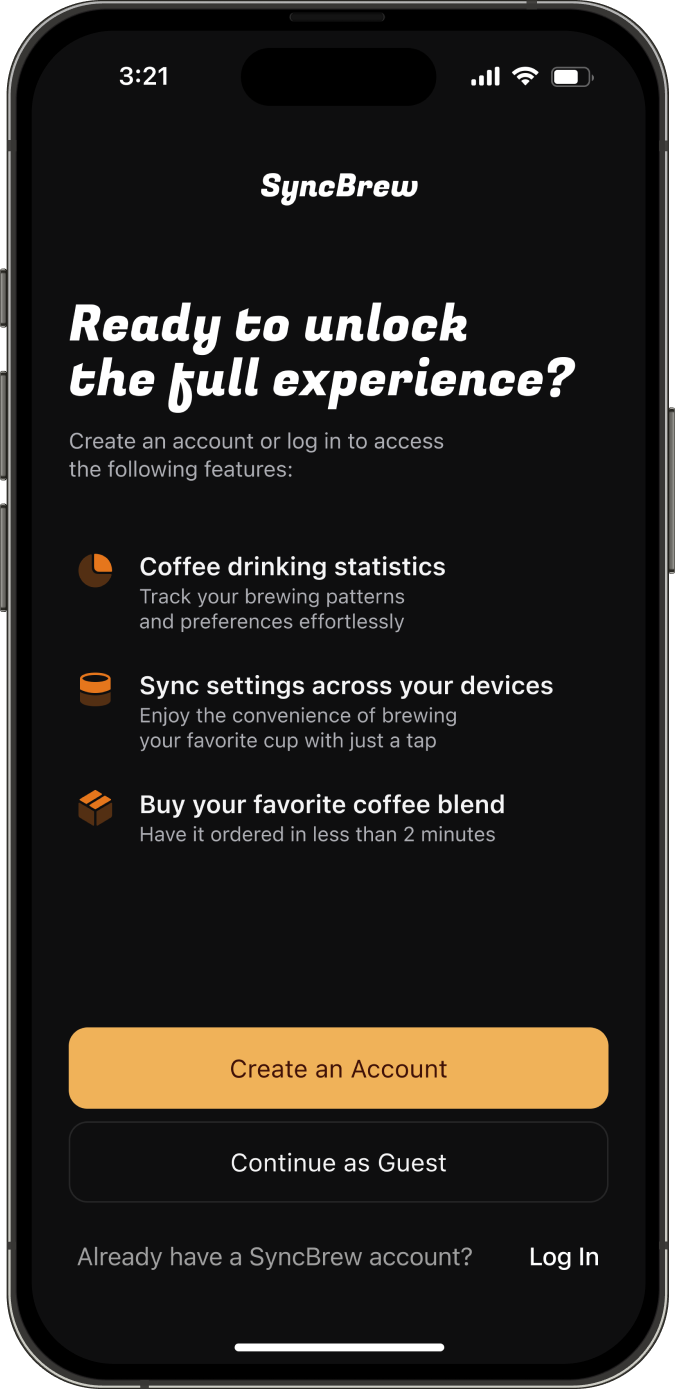 3:21
SyncBrew
Ready to unlock
the full experience?
Create an account or log in to access
the following features:
Coffee drinking statistics
Track your brewing patterns
and preferences effortlessly
Sync settings across your devices
Enjoy the convenience of brewing
your favorite cup with just a tap
Buy your favorite coffee blend
Have it ordered in less than 2 minutes
Create an Account
Continue as Guest
Already have a SyncBrew account? Log In